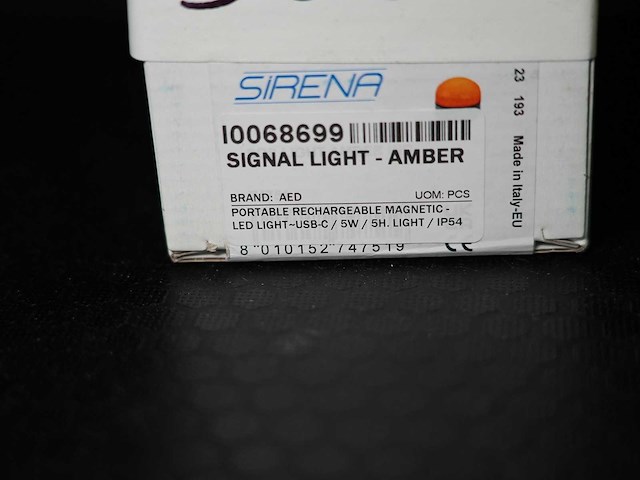 SIRENA
I0068699
SIGNAL LIGHT - AMBER
BRAND: AED UOM: PCS
PORTABLE RECHARGEABLE MAGNETIC -
LED LIGHT~USB-C / 5W / 5H. LIGHT / IP54
8 "010152"747519 CE
23 193 Made in Italy-EU